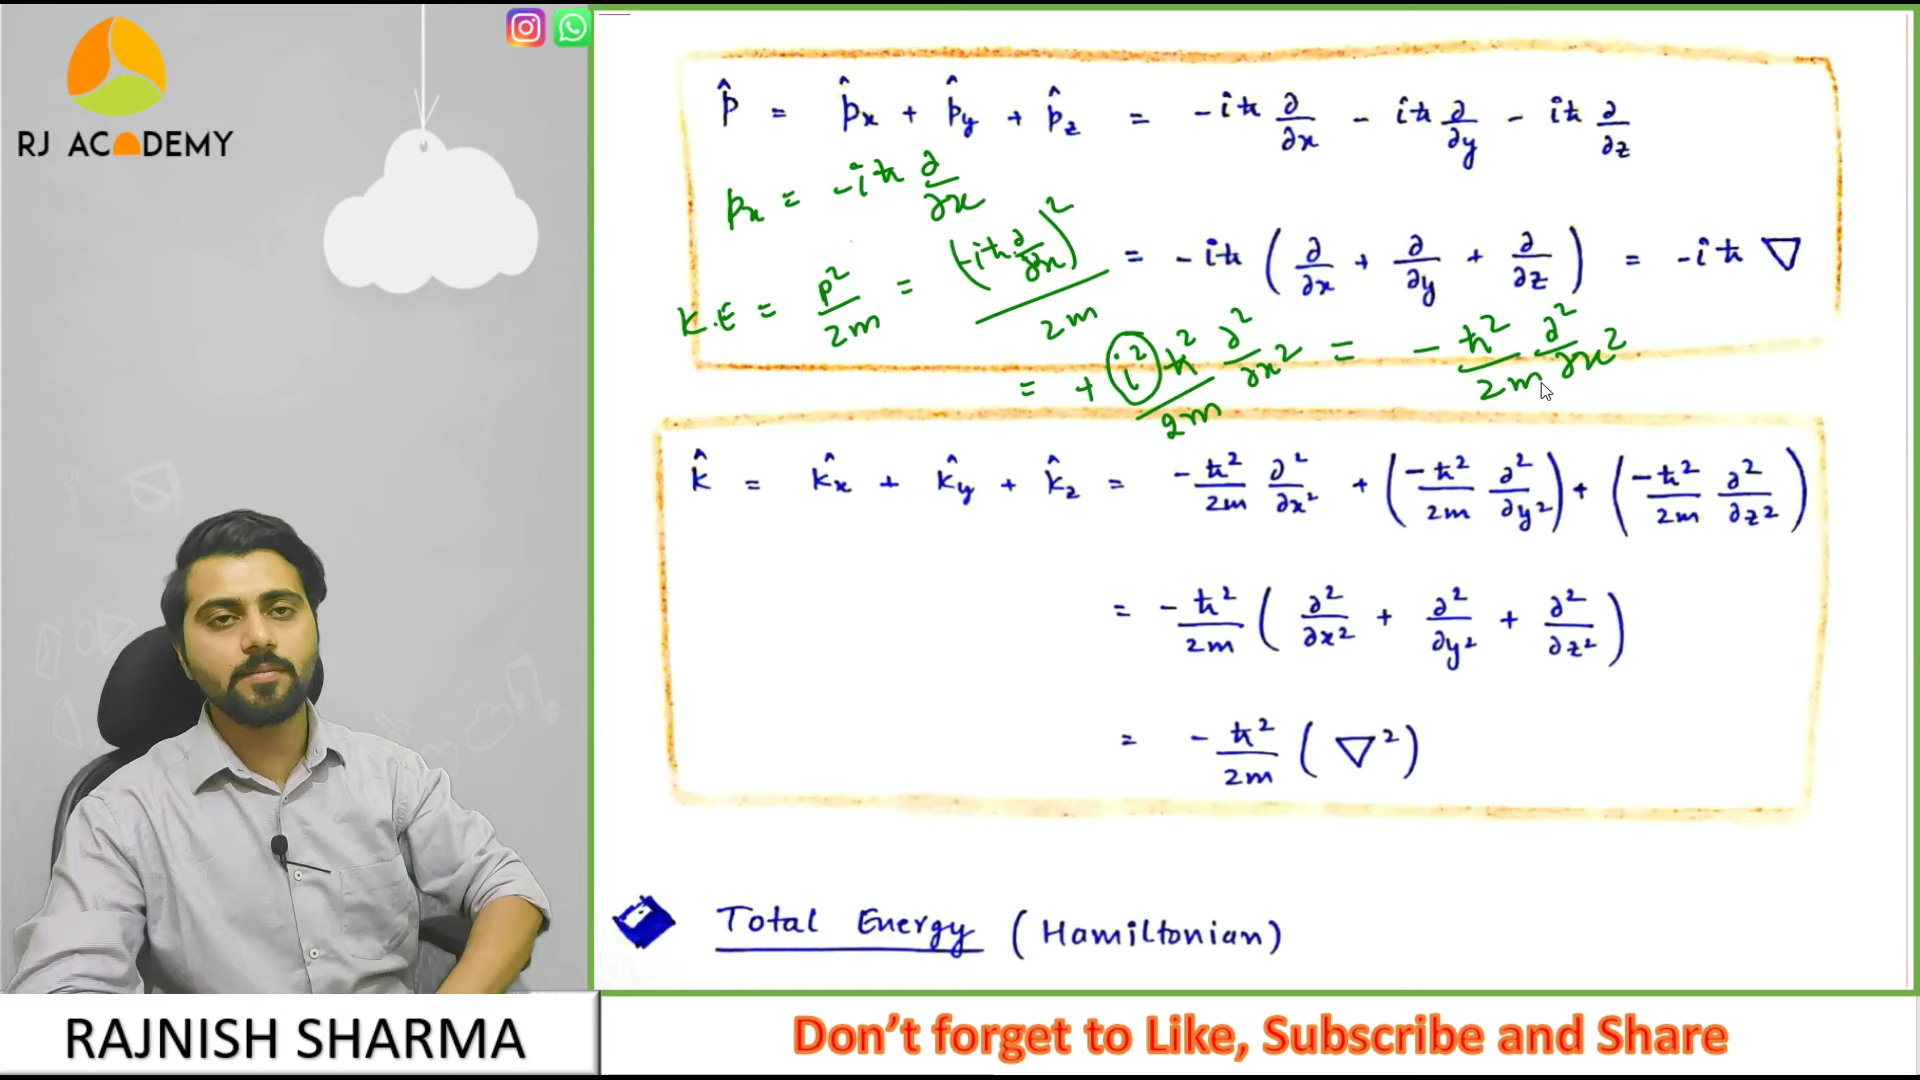 RJ ACADEMY
p̂ = p̂x + p̂y + p̂z = -iħ ∂/∂x - iħ ∂/∂y - iħ ∂/∂z
px = -iħ ∂/∂x
= -iħ ( ∂/∂x + ∂/∂y + ∂/∂z ) = -iħ ∇
K.E = p²/2m = (-iħ ∂/∂x)²/2m
= + i²ħ²/2m ∂²/∂x² = - ħ²/2m ∂²/∂x²
k̂ = k̂x + k̂y + k̂z = -ħ²/2m ∂²/∂x² + (-ħ²/2m ∂²/∂y²) + (-ħ²/2m ∂²/∂z²)
= -ħ²/2m ( ∂²/∂x² + ∂²/∂y² + ∂²/∂z² )
= -ħ²/2m ( ∇² )
Total Energy (Hamiltonian)
RAJNISH SHARMA
Don't forget to Like, Subscribe and Share